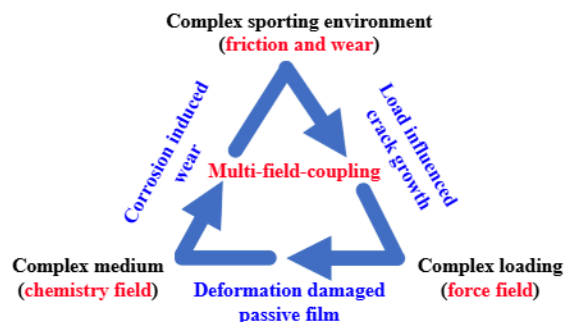 Complex sporting environment
(friction and wear)
Corrosion induced
wear
Load influenced
crack growth
Multi-field-coupling
Complex medium
(chemistry field)
Complex loading
(force field)
Deformation damaged
passive film